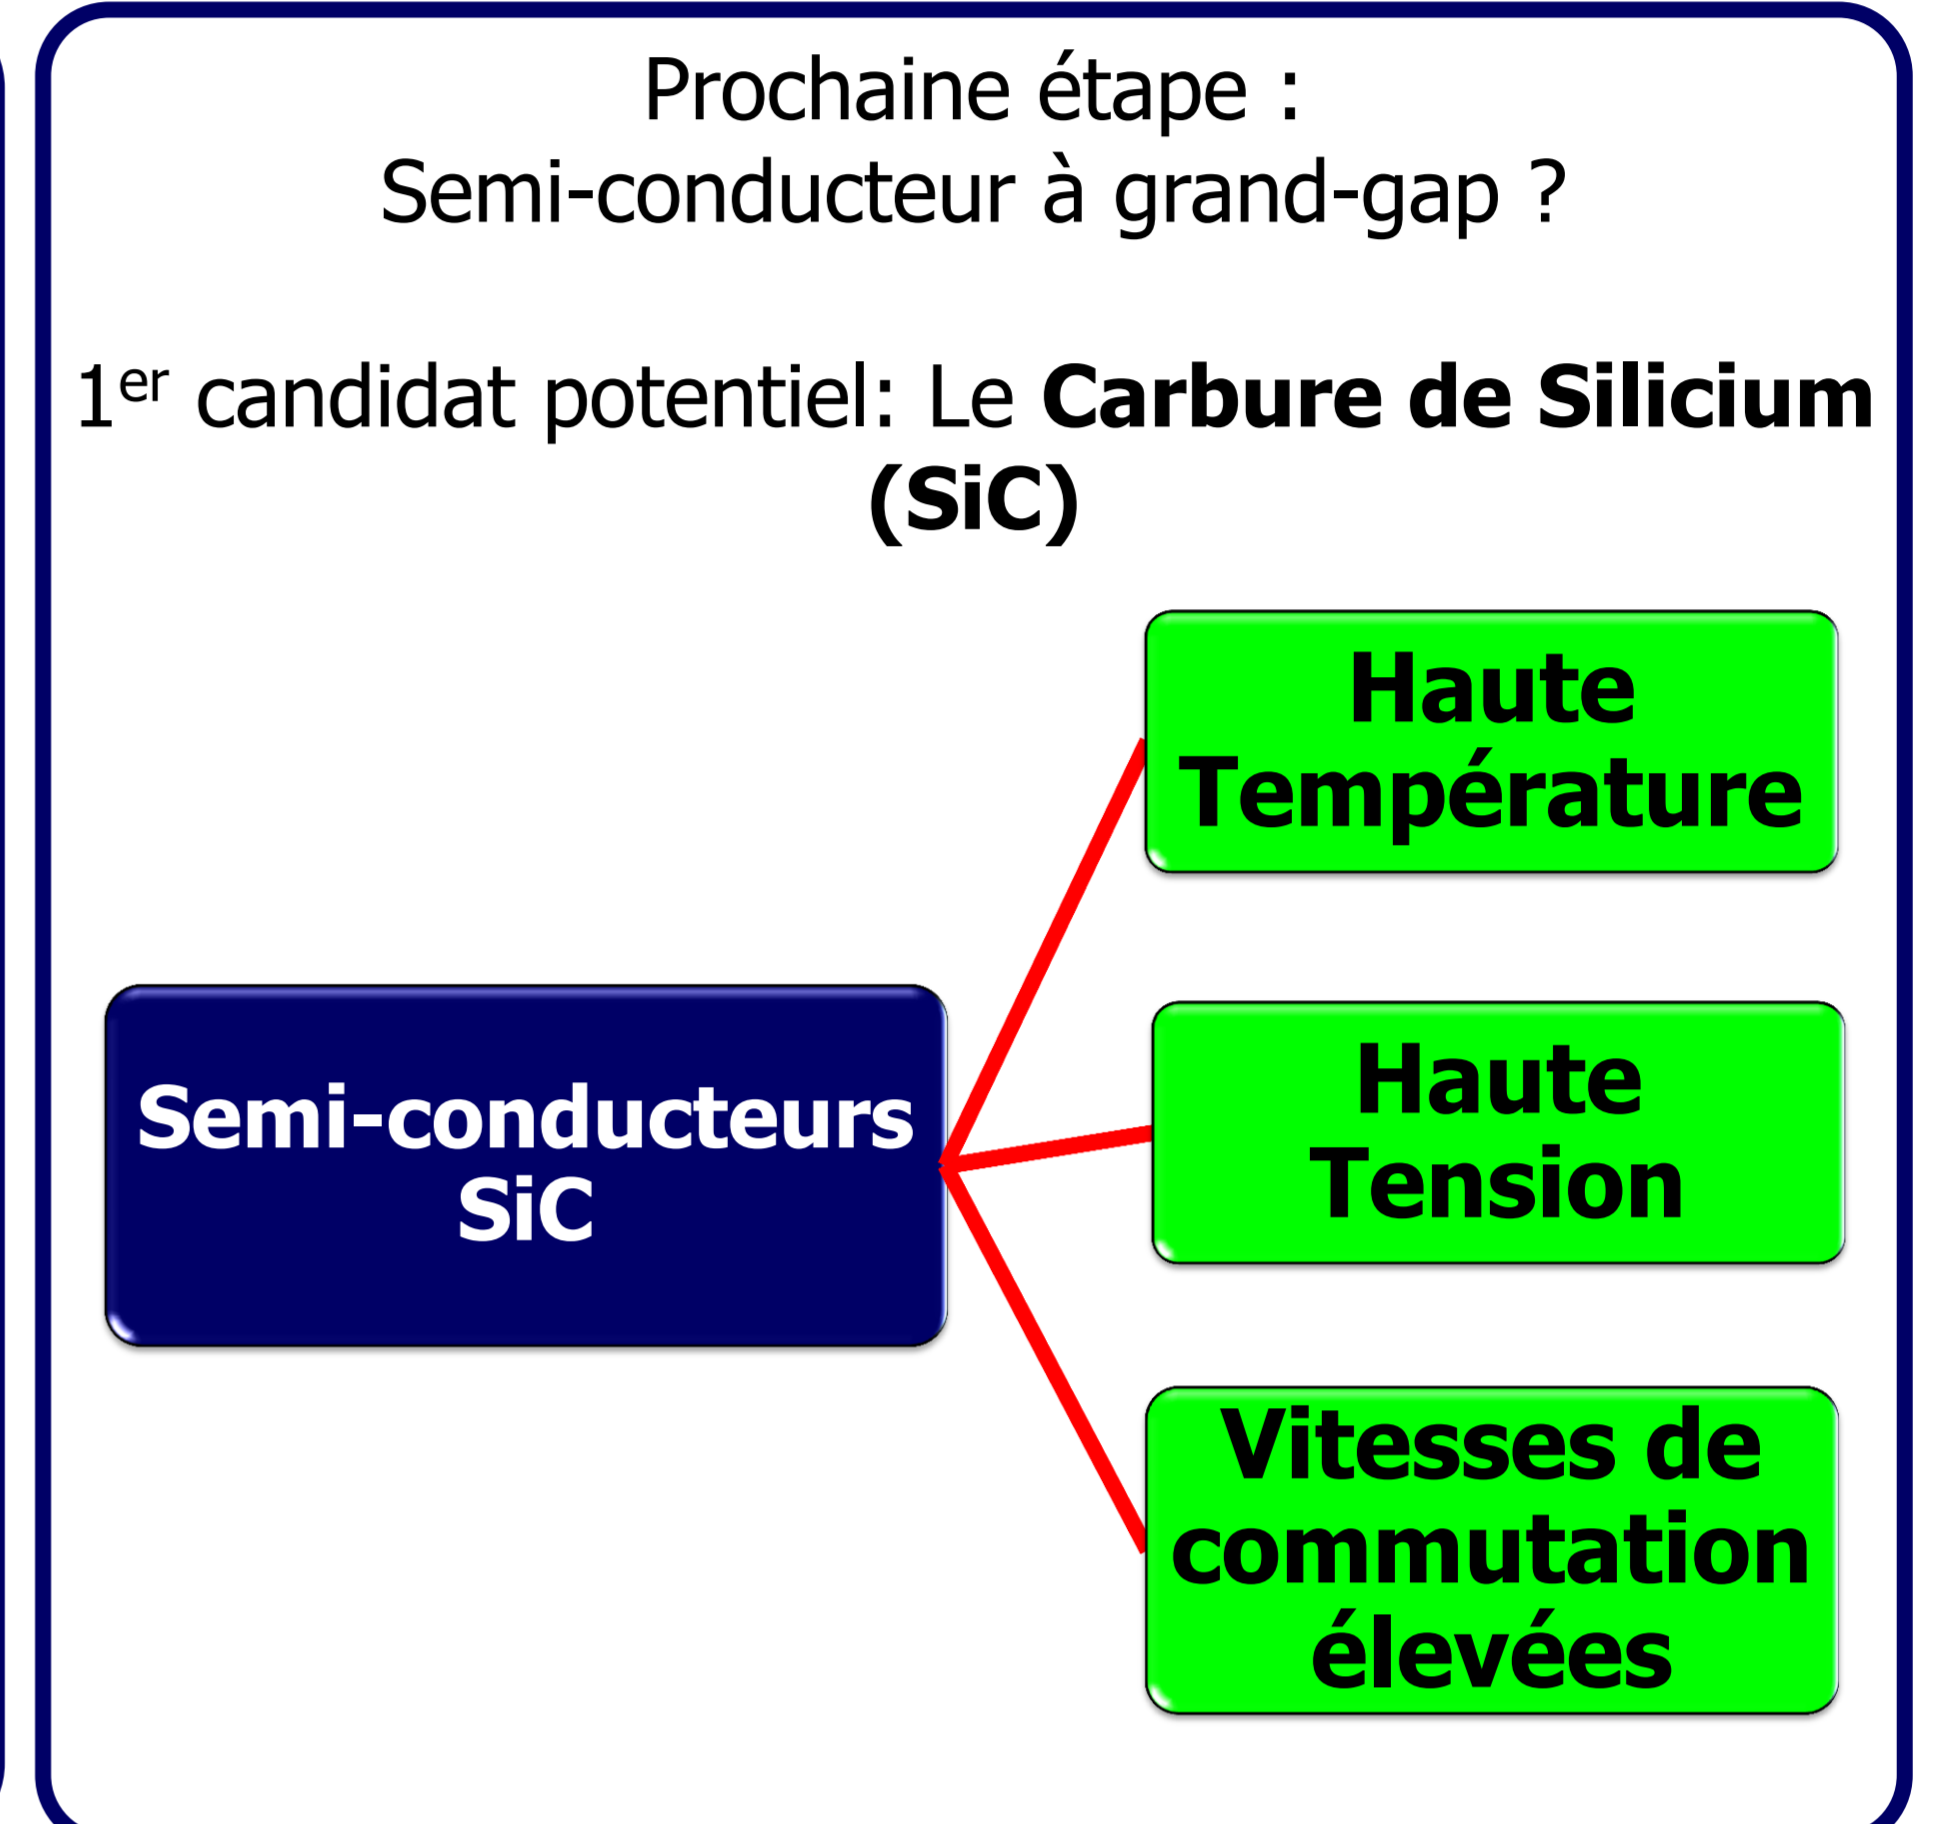 Prochaine étape :
Semi-conducteur à grand-gap ?
1er candidat potentiel: Le Carbure de Silicium
(SiC)
Haute
Température
Semi-conducteurs
SiC
Haute
Tension
Vitesses de
commutation
élevées